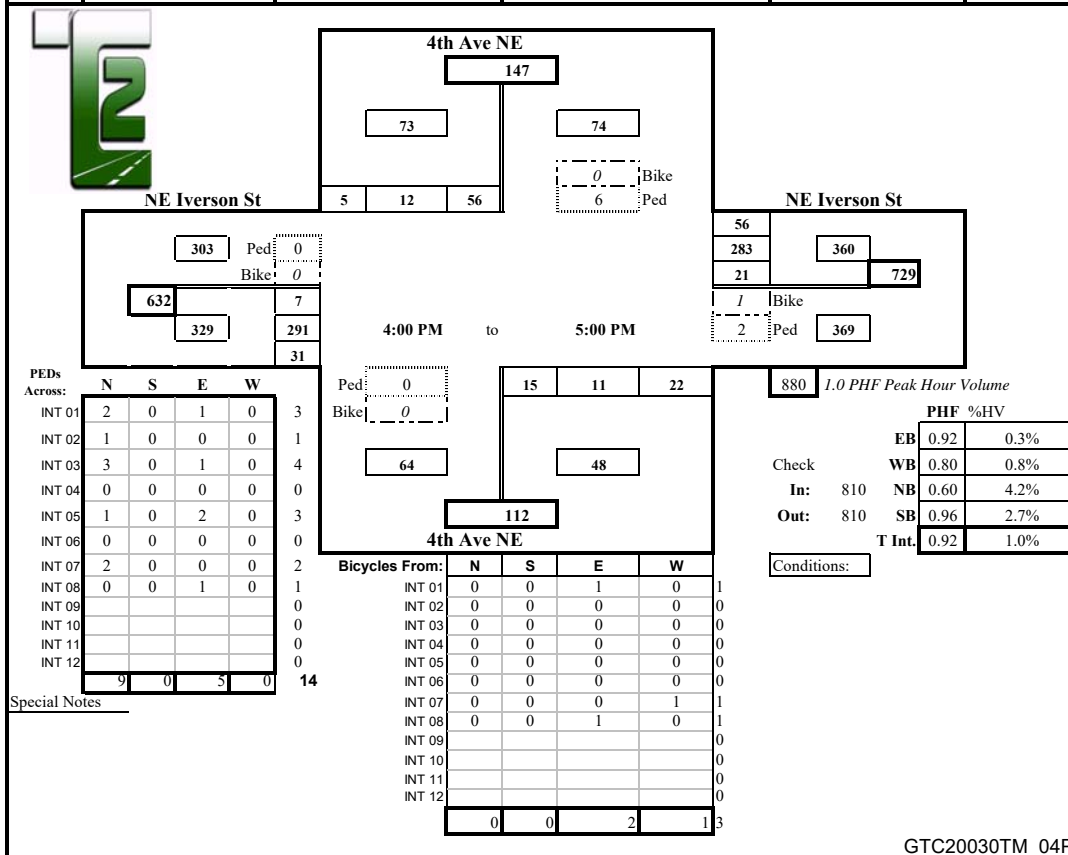 T2
4th Ave NE
147
73 74
0 Bike
6 Ped
NE Iverson St 5 12 56 NE Iverson St
56
303 Ped 0 283 360
Bike 0 21 729
632 7 1 Bike
329 291 4:00 PM to 5:00 PM 2 Ped 369
31
PEDs
Across: N S E W Ped 0 15 11 22 880 1.0 PHF Peak Hour Volume
INT 01 2 0 1 0 3 Bike 0 PHF %HV
INT 02 1 0 0 0 1 EB 0.92 0.3%
INT 03 3 0 1 0 4 64 48 Check WB 0.80 0.8%
INT 04 0 0 0 0 0 In: 810 NB 0.60 4.2%
INT 05 1 0 2 0 3 112 Out: 810 SB 0.96 2.7%
INT 06 0 0 0 0 0 4th Ave NE T Int. 0.92 1.0%
INT 07 2 0 0 0 2 Bicycles From: N S E W Conditions:
INT 08 0 0 1 0 1 INT 01 0 0 1 0 1
INT 09 0 INT 02 0 0 0 0 0
INT 10 0 INT 03 0 0 0 0 0
INT 11 0 INT 04 0 0 0 0 0
INT 12 0 INT 05 0 0 0 0 0
9 0 5 0 14 INT 06 0 0 0 0 0
Special Notes INT 07 0 0 0 1 1
INT 08 0 0 1 0 1
INT 09 0
INT 10 0
INT 11 0
INT 12 0
0 0 2 1 3